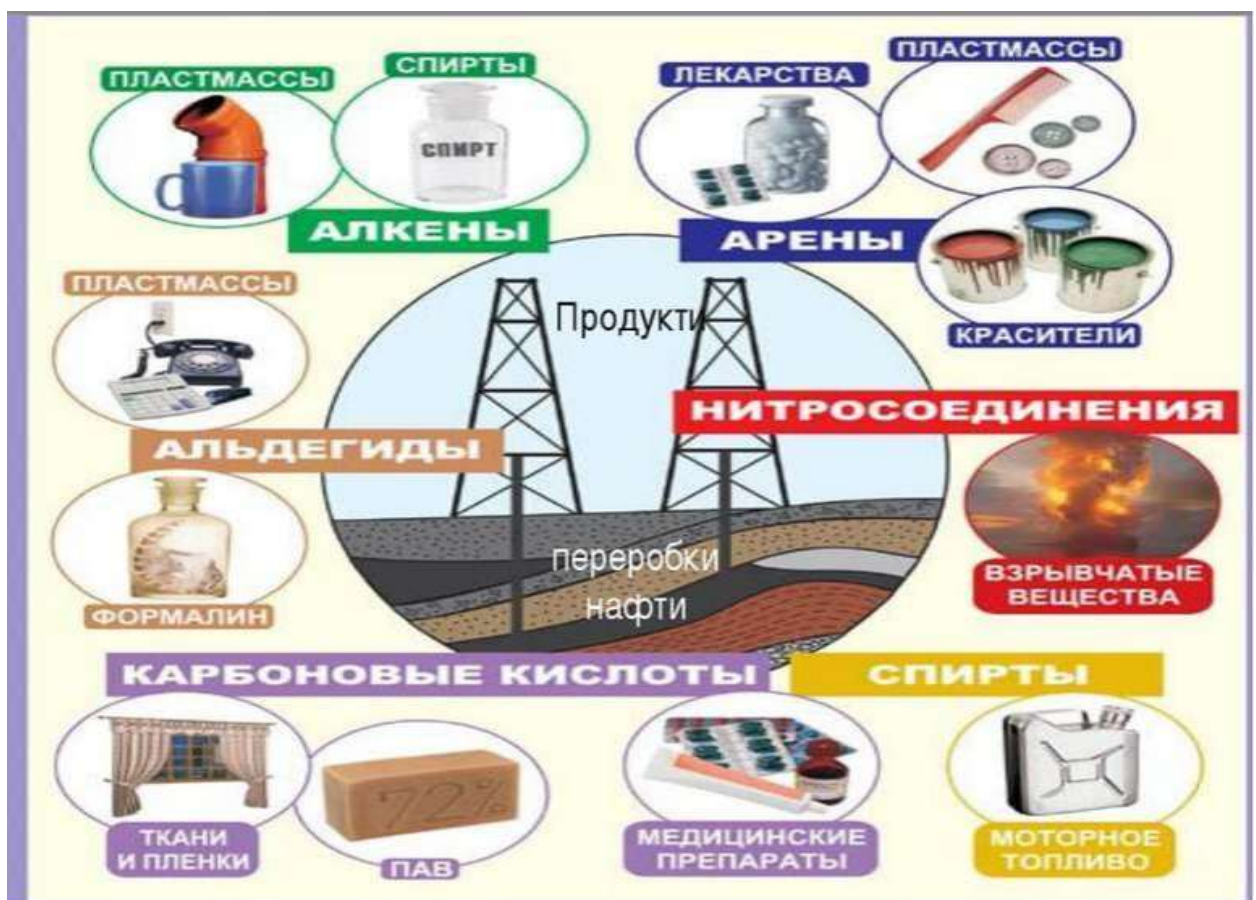 ПЛАСТМАССЫ
СПИРТЫ
СПИРТ
АЛКЕНЫ
ЛЕКАРСТВА
ПЛАСТМАССЫ
АРЕНЫ
КРАСИТЕЛИ
ПЛАСТМАССЫ
Продукти
НИТРОСОЕДИНЕНИЯ
АЛЬДЕГИДЫ
ФОРМАЛИН
переробки
нафти
ВЗРЫВЧАТЫЕ
ВЕЩЕСТВА
КАРБОНОВЫЕ КИСЛОТЫ
СПИРТЫ
ТКАНИ
И ПЛЕНКИ
72%
ПАВ
МЕДИЦИНСКИЕ
ПРЕПАРАТЫ
МОТОРНОЕ
ТОПЛИВО